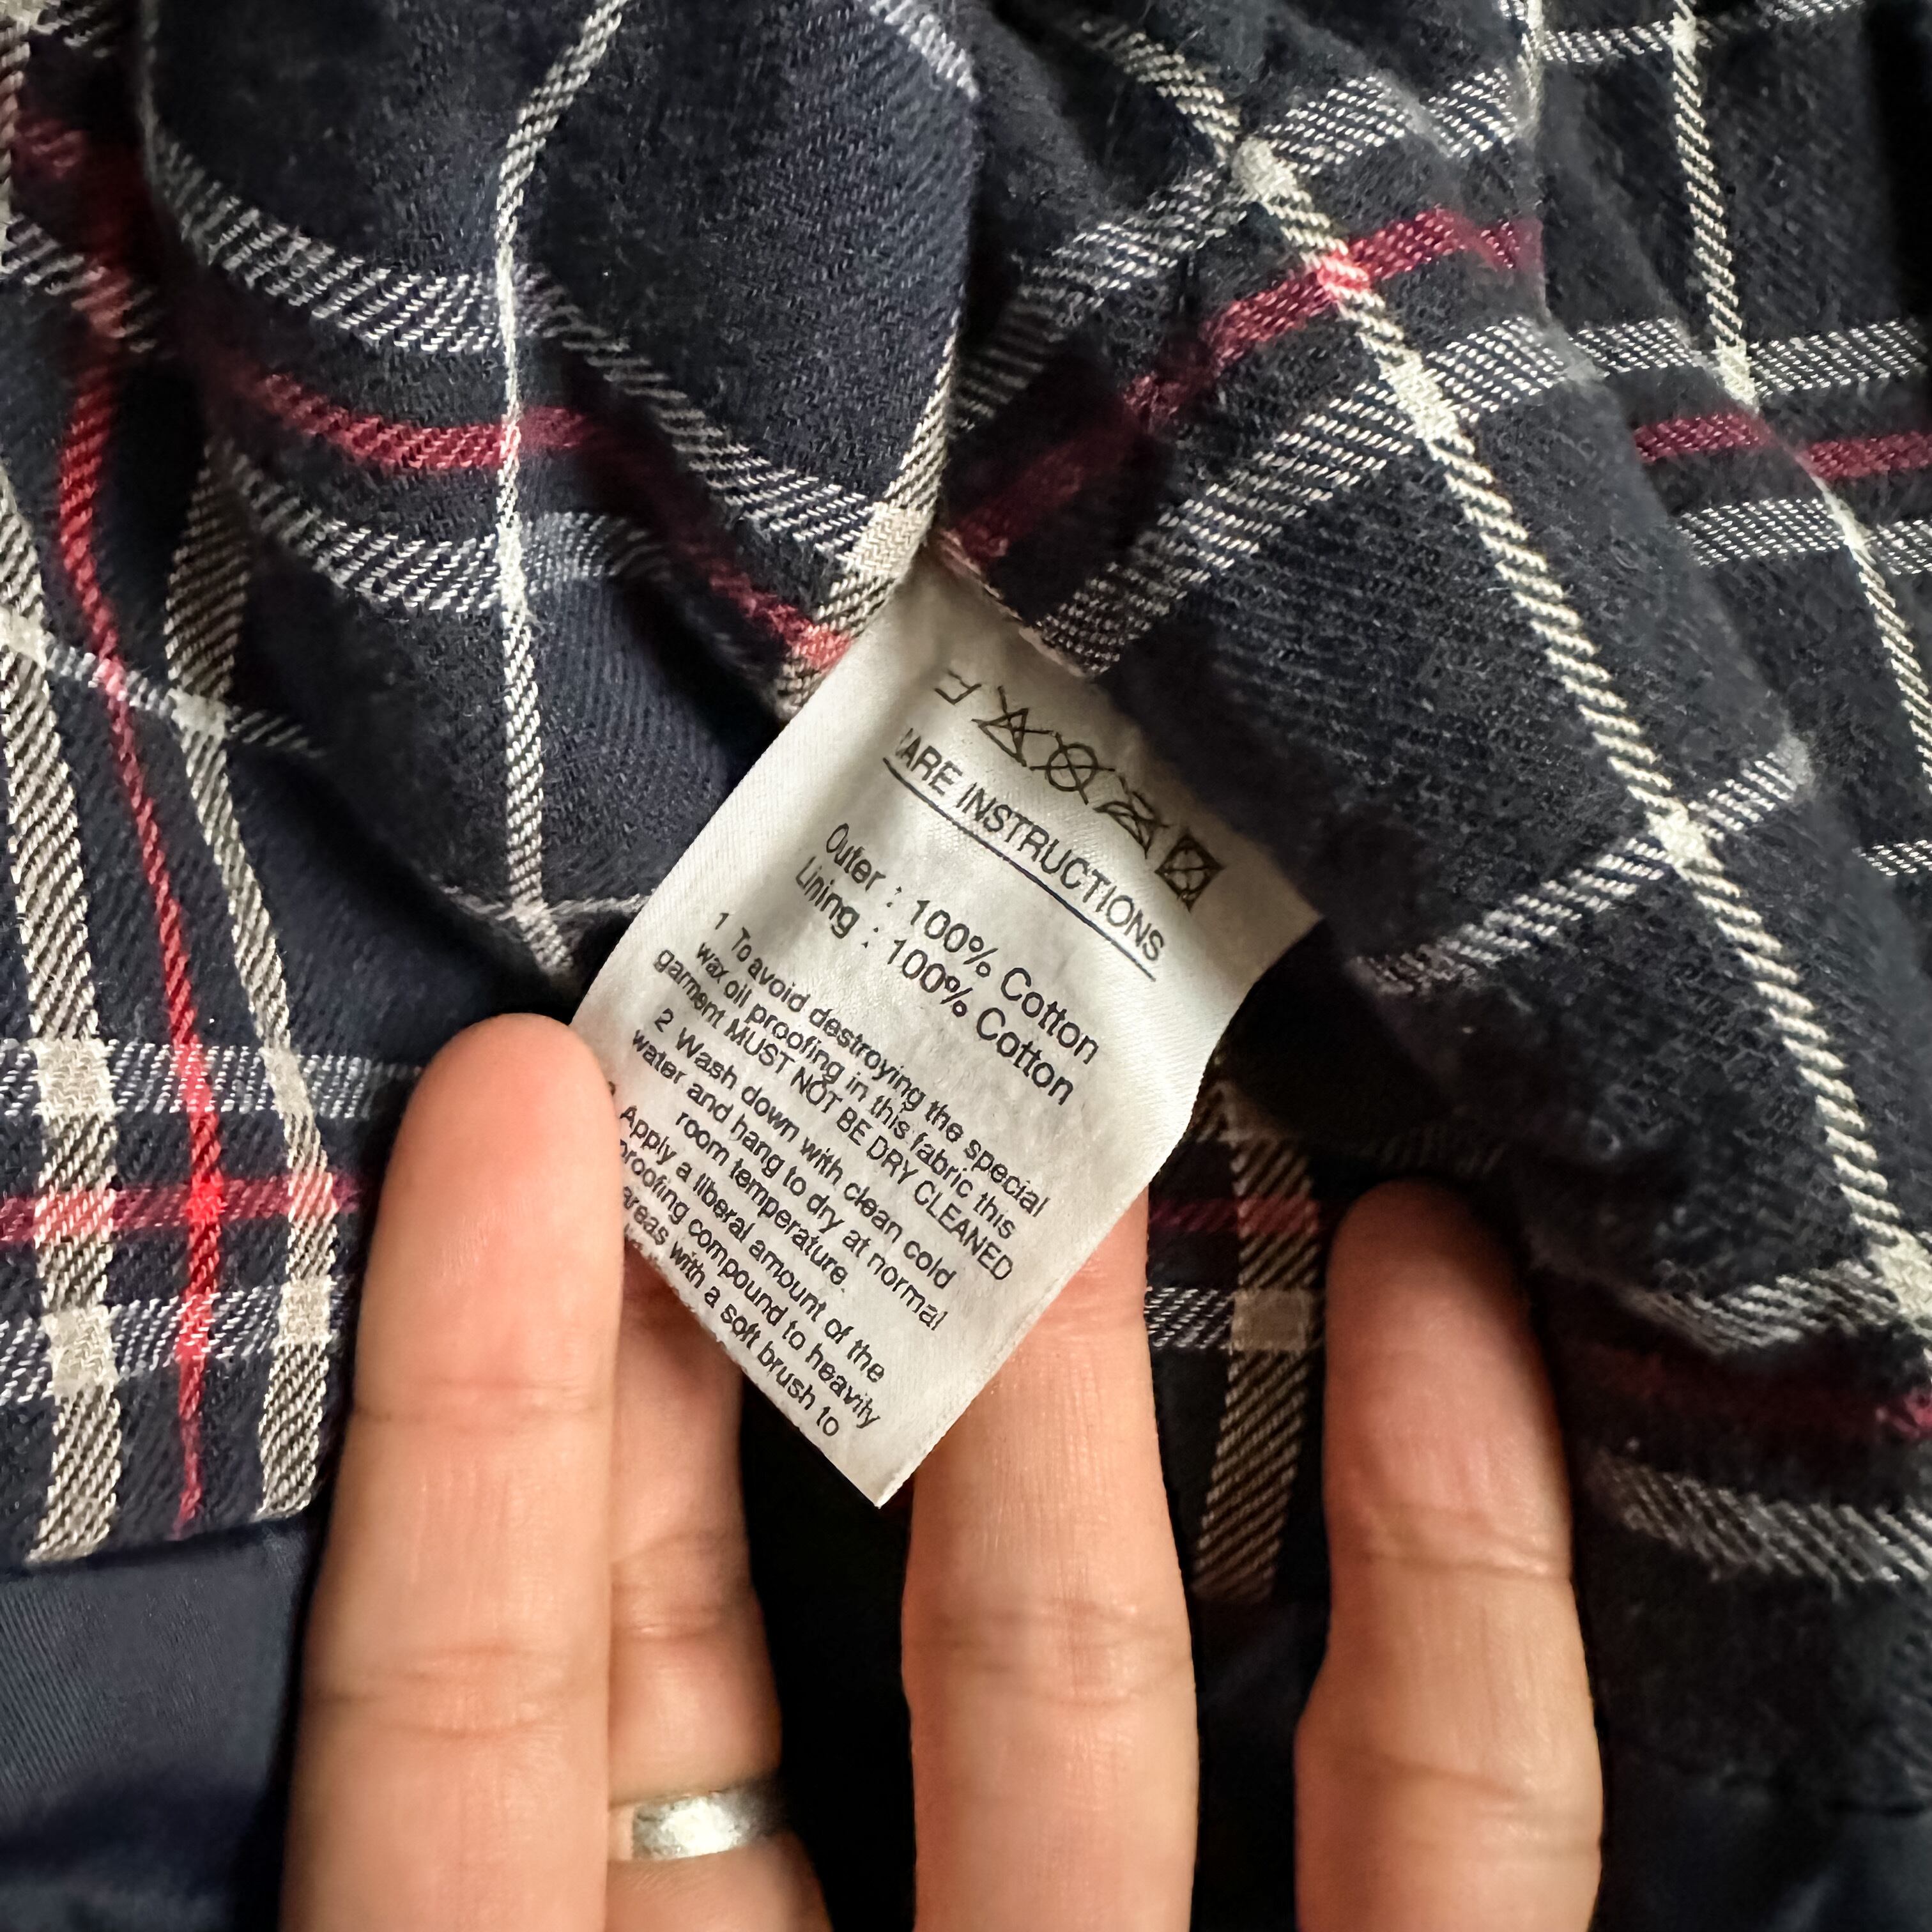 CARE INSTRUCTIONS
Outer : 100% Cotton
Lining : 100% Cotton
1 To avoid destroying the special
wax oil proofing in this fabric this
garment MUST NOT BE DRY CLEANED
2 Wash down with clean cold
water and hang to dry at normal
room temperature
Apply a liberal amount of the
proofing compound to heavily
areas with a soft brush to